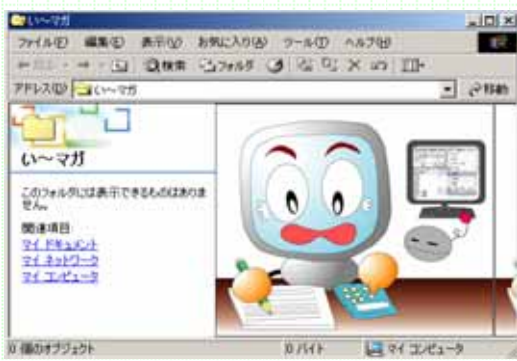 い～マガ
ファイル(F) 編集(E) 表示(V) お気に入り(A) ツール(T) ヘルプ(H)
検索 フォルダ
アドレス(D) い～マガ 移動
い～マガ
このフォルダには表示できるものはありま
せん。
関連項目:
マイ ドキュメント
マイ ネットワーク
マイ コンピュータ
0 個のオブジェクト 0 バイト マイ コンピュータ